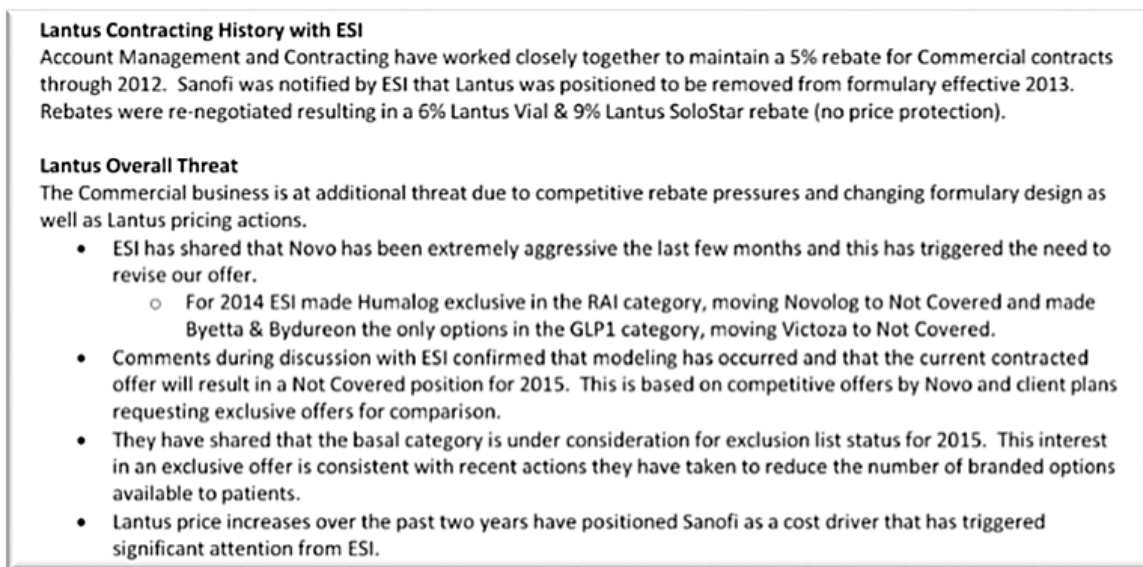 Lantus Contracting History with ESI
Account Management and Contracting have worked closely together to maintain a 5% rebate for Commercial contracts
through 2012.  Sanofi was notified by ESI that Lantus was positioned to be removed from formulary effective 2013.
Rebates were re-negotiated resulting in a 6% Lantus Vial & 9% Lantus SoloStar rebate (no price protection).
Lantus Overall Threat
The Commercial business is at additional threat due to competitive rebate pressures and changing formulary design as
well as Lantus pricing actions.
• ESI has shared that Novo has been extremely aggressive the last few months and this has triggered the need to
revise our offer.
○ For 2014 ESI made Humalog exclusive in the RAI category, moving Novolog to Not Covered and made
Byetta & Bydureon the only options in the GLP1 category, moving Victoza to Not Covered.
• Comments during discussion with ESI confirmed that modeling has occurred and that the current contracted
offer will result in a Not Covered position for 2015.  This is based on competitive offers by Novo and client plans
requesting exclusive offers for comparison.
• They have shared that the basal category is under consideration for exclusion list status for 2015.  This interest
in an exclusive offer is consistent with recent actions they have taken to reduce the number of branded options
available to patients.
• Lantus price increases over the past two years have positioned Sanofi as a cost driver that has triggered
significant attention from ESI.